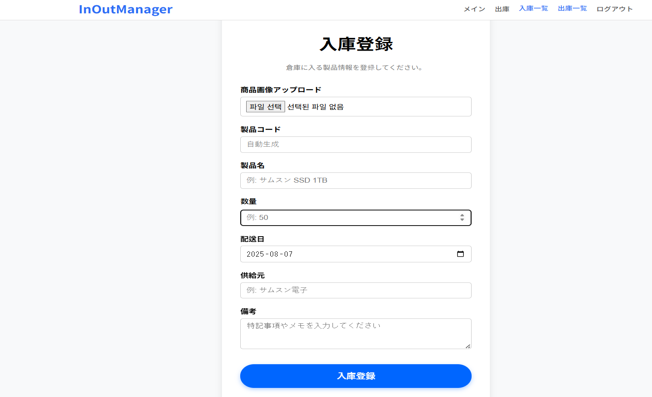 InOutManager
メイン 出庫 入庫一覧 出庫一覧 ログアウト
入庫登録
倉庫に入る製品情報を登録してください。
商品画像アップロード
파일 선택 선택된 파일 없음
製品コード
自動生成
製品名
例: サムスン SSD 1TB
数量
例: 50
配送日
2025-08-07
供給元
例: サムスン電子
備考
特記事項やメモを入力してください
入庫登録